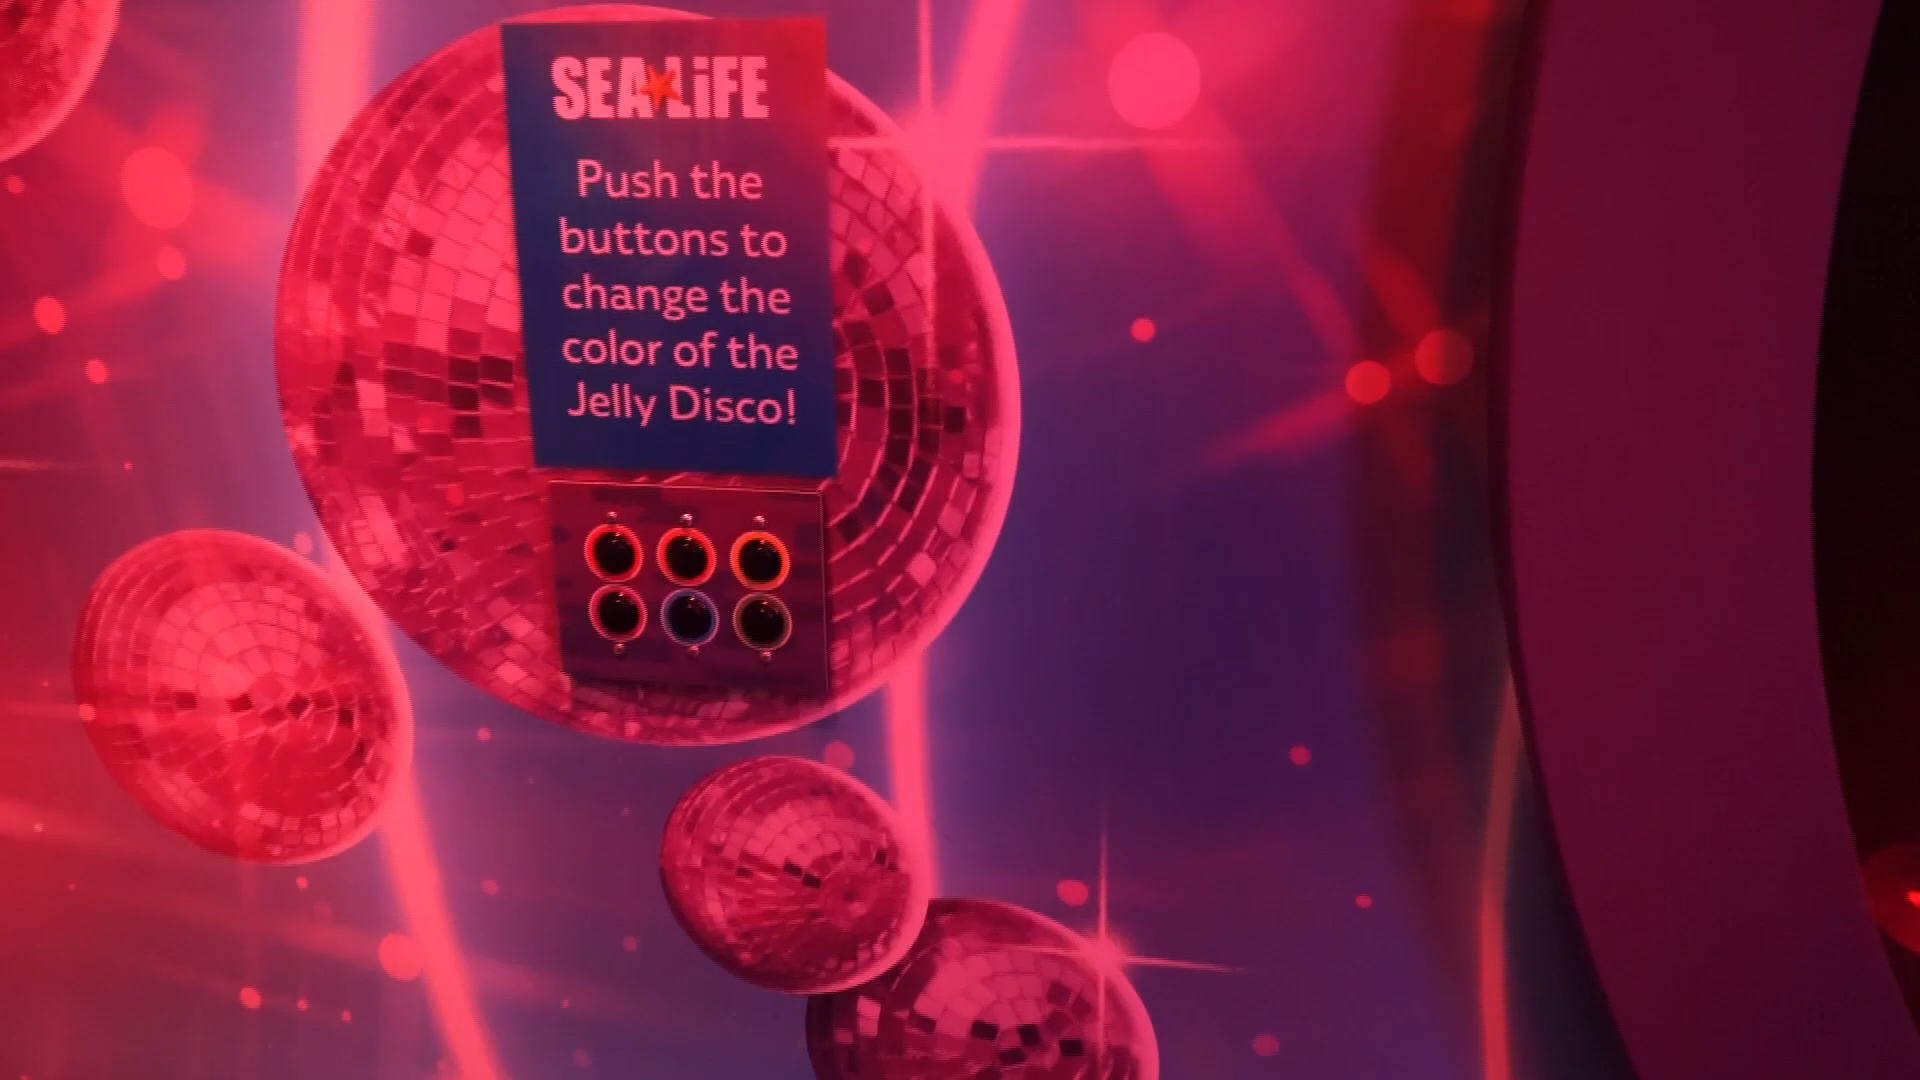 SEA LiFE
Push the
buttons to
change the
color of the
Jelly Disco!